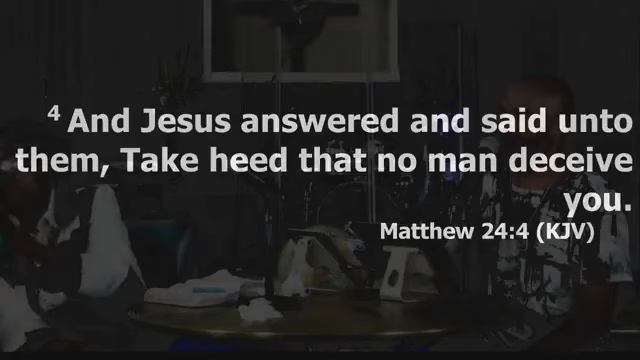 4 And Jesus answered and said unto
them, Take heed that no man deceive
you.
Matthew 24:4 (KJV)